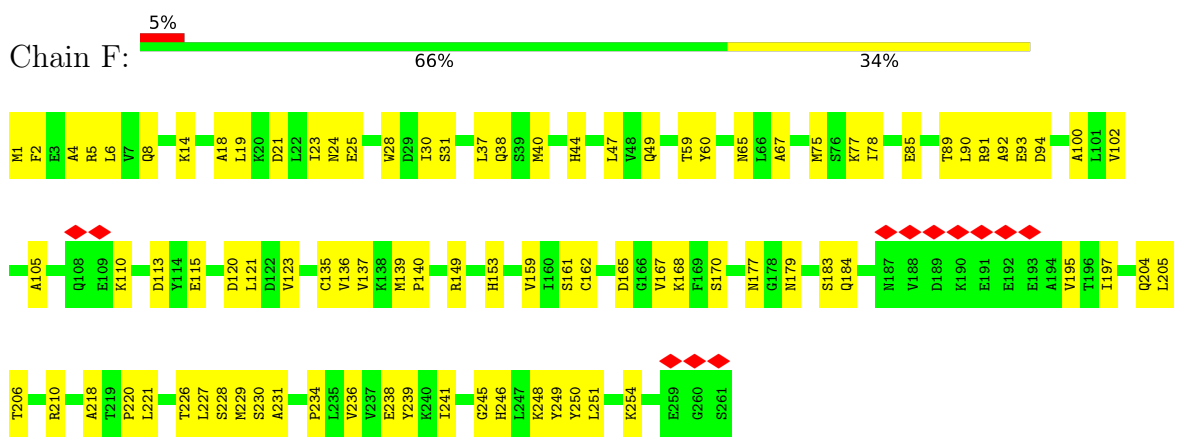 5%
Chain F:
66% 34%
M1 F2 E3 A4 R5 L6 V7 Q8 K14 A18 L19 K20 D21 L22 I23 N24 E25 W28 D29 I30 S31 L37 Q38 S39 M40 H44 L47 V48 Q49 T59 Y60 N65 L66 A67 M75 S76 K77 I78 E85 T89 L90 R91 A92 E93 D94 A100 L101 V102
A105 Q108 E109 K110 D113 Y114 E115 D120 L121 D122 V123 C135 V136 V137 K138 M139 P140 R149 H153 V159 I160 S161 C162 D165 G166 V167 K168 F169 S170 N177 G178 N179 S183 Q184 N187 V188 D189 K190 E191 E192 E193 A194 V195 T196 I197 Q204 L205
T206 R210 A218 T219 P220 L221 T226 L227 S228 M229 S230 A231 P234 L235 V236 V237 E238 Y239 K240 I241 G245 H246 L247 K248 Y249 Y250 L251 K254 E259 G260 S261